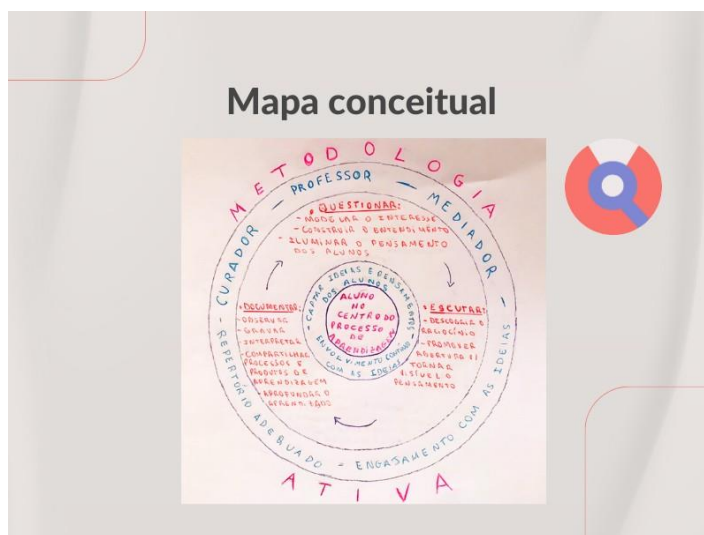 Mapa conceitual
METODOLOGIA
CURADOR - PROFESSOR - MEDIADOR -
QUESTIONAR:
- MODELAR O INTERESSE
- CONSTRUIR O ENTENDIMENTO
- ILUMINAR O PENSAMENTO
DOS ALUNOS
- CAPTAR IDEIAS E PENSAMENTOS -
DOS ALUNOS
ALUNO
NO
CENTRO DO
PROCESSO
DE
APRENDIZAGEM
ENVOLVIMENTO CONTÍNUO
COM AS IDEIAS
DOCUMENTAR:
- OBSERVAR
- GRAVAR
INTERPRETAR
- COMPARTILHAR
PROCESSOS E
PRODUTOS DE
APRENDIZAGEM
- APROFUNDAR O
APRENDIZADO
ESCUTAR:
RACIOCÍNIO
- PROMOVER
ABERTURA
TORNAR
VISÍVEL O
PENSAMENTO
REPERTÓRIO ADEQUADO - ENGAJAMENTO COM AS IDEIAS
ATIVA